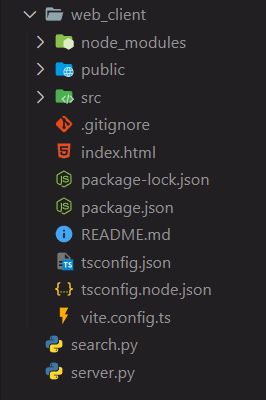 web_client
node_modules
public
src
.gitignore
index.html
package-lock.json
package.json
README.md
tsconfig.json
tsconfig.node.json
vite.config.ts
search.py
server.py